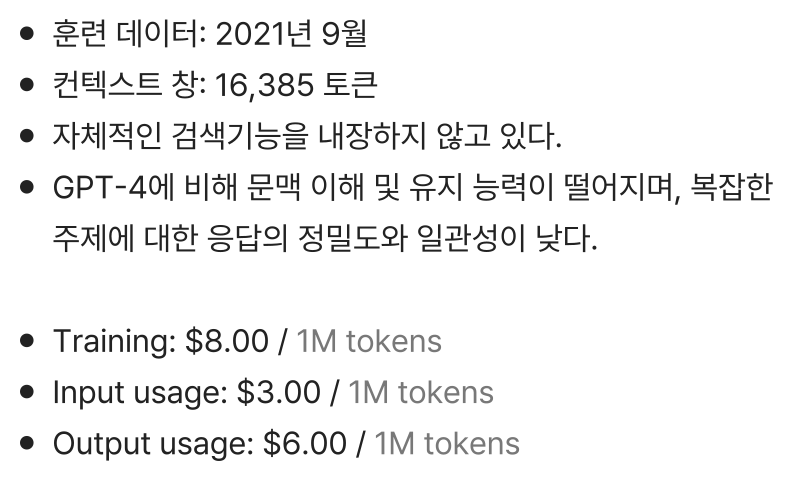 • 훈련 데이터: 2021년 9월
• 컨텍스트 창: 16,385 토큰
• 자체적인 검색기능을 내장하지 않고 있다.
• GPT-4에 비해 문맥 이해 및 유지 능력이 떨어지며, 복잡한
주제에 대한 응답의 정밀도와 일관성이 낮다.
• Training: $8.00 / 1M tokens
• Input usage: $3.00 / 1M tokens
• Output usage: $6.00 / 1M tokens